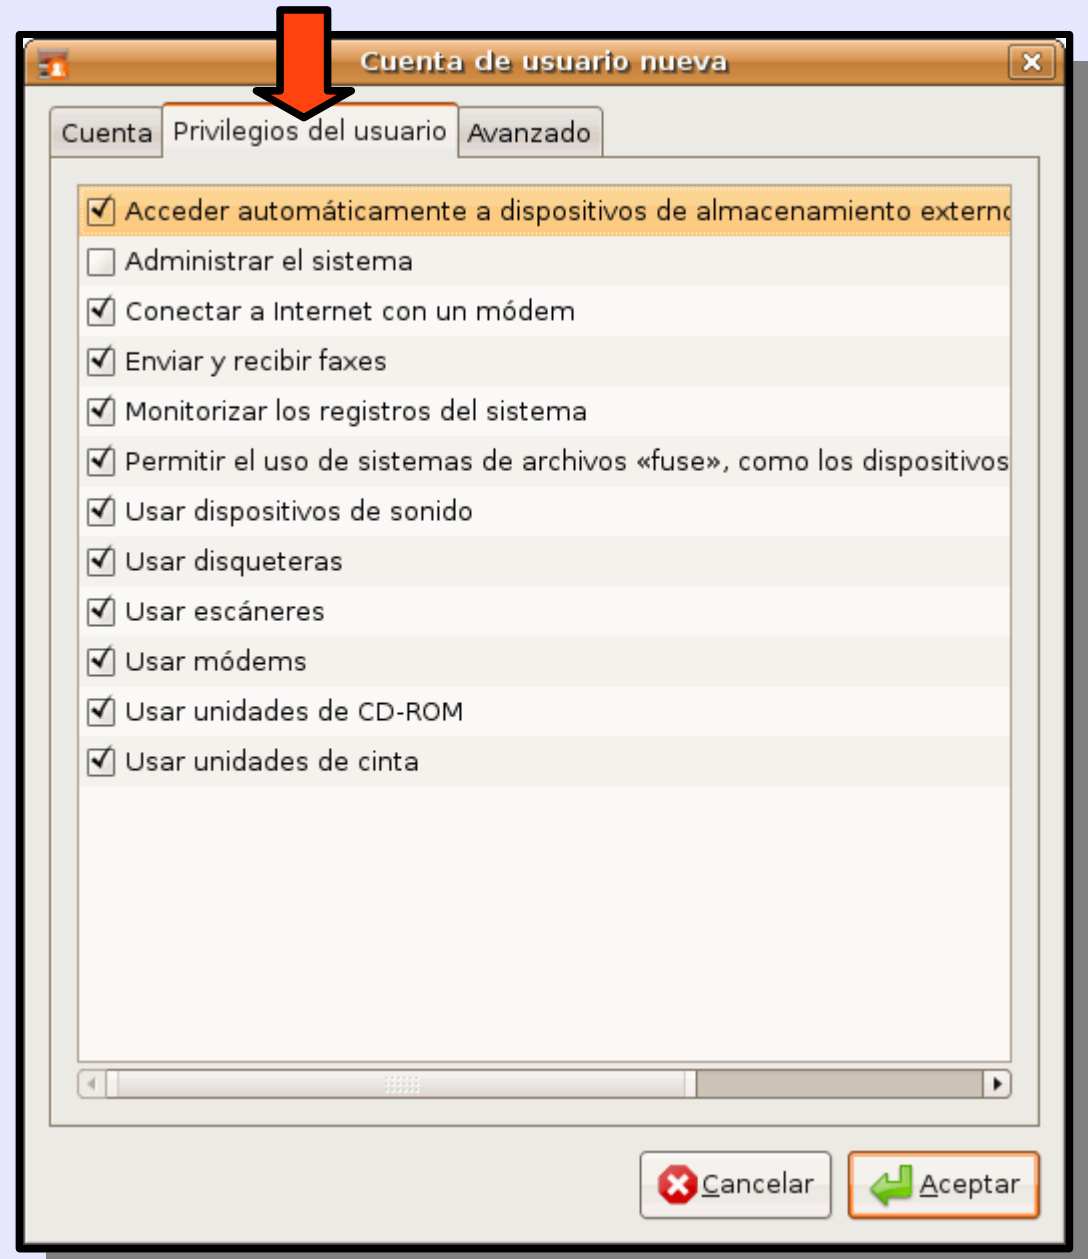 Cuenta de usuario nueva
Cuenta Privilegios del usuario Avanzado
Acceder automáticamente a dispositivos de almacenamiento externo
Administrar el sistema
Conectar a Internet con un módem
Enviar y recibir faxes
Monitorizar los registros del sistema
Permitir el uso de sistemas de archivos «fuse», como los dispositivos
Usar dispositivos de sonido
Usar disqueteras
Usar escáneres
Usar módems
Usar unidades de CD-ROM
Usar unidades de cinta
Cancelar Aceptar